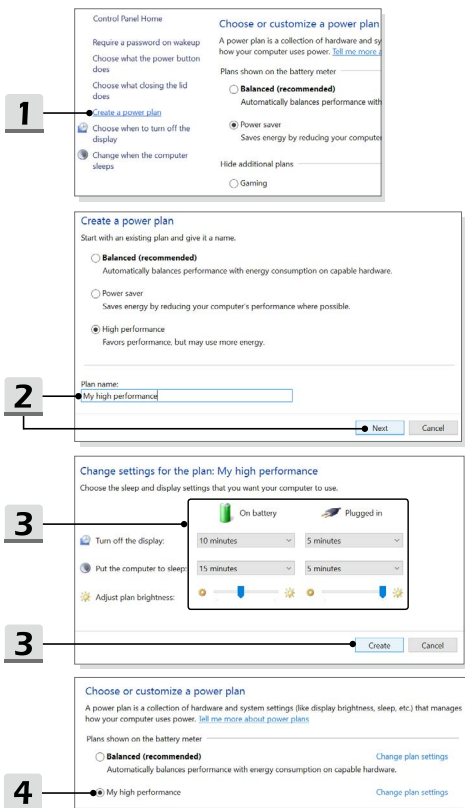 Control Panel Home
Require a password on wakeup
Choose what the power button
does
Choose what closing the lid
does
1
Create a power plan
Choose when to turn off the
display
Change when the computer
sleeps
Choose or customize a power plan
A power plan is a collection of hardware and sy
how your computer uses power. Tell me more a
Plans shown on the battery meter
Balanced (recommended)
Automatically balances performance with
Power saver
Saves energy by reducing your computer
Hide additional plans
Gaming
Create a power plan
Start with an existing plan and give it a name.
Balanced (recommended)
Automatically balances performance with energy consumption on capable hardware.
Power saver
Saves energy by reducing your computer's performance where possible.
High performance
Favors performance, but may use more energy.
Plan name:
2
My high performance
Next Cancel
Change settings for the plan: My high performance
Choose the sleep and display settings that you want your computer to use.
3
On battery Plugged in
Turn off the display: 10 minutes 5 minutes
Put the computer to sleep: 15 minutes 5 minutes
Adjust plan brightness:
3
Create Cancel
Choose or customize a power plan
A power plan is a collection of hardware and system settings (like display brightness, sleep, etc.) that manages
how your computer uses power. Tell me more about power plans
Plans shown on the battery meter
Balanced (recommended) Change plan settings
Automatically balances performance with energy consumption on capable hardware.
4
My high performance Change plan settings